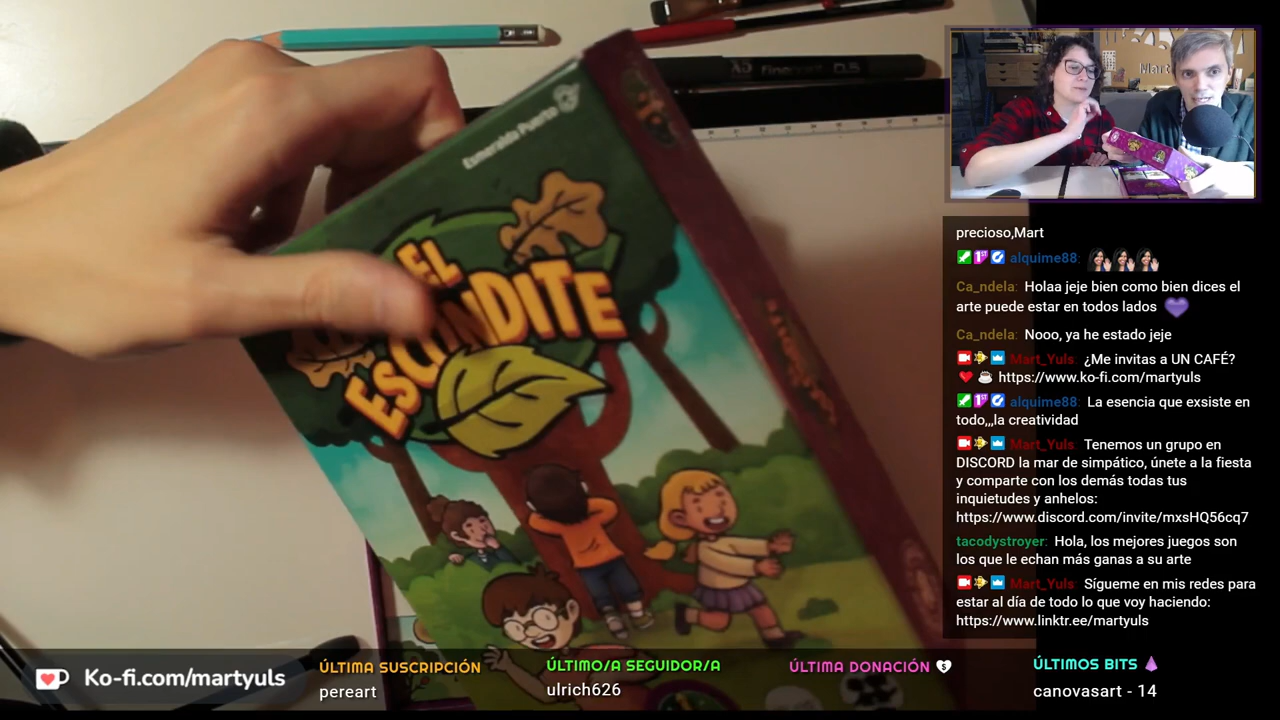 Esmeralda Puerto
EL
ESCONDITE
Fine
0.5
Mart
precioso,Mart
alquime88:
Ca_ndela: Holaa jeje bien como bien dices el
arte puede estar en todos lados
Ca_ndela: Nooo, ya he estado jeje
Mart_Yuls: ¿Me invitas a UN CAFÉ?
https://www.ko-fi.com/martyuls
alquime88: La esencia que exsiste en
todo,,,la creatividad
Mart_Yuls: Tenemos un grupo en
DISCORD la mar de simpático, únete a la fiesta
y comparte con los demás todas tus
inquietudes y anhelos:
https://www.discord.com/invite/mxsHQ56cq7
tacodystroyer: Hola, los mejores juegos son
los que le echan más ganas a su arte
Mart_Yuls: Sígueme en mis redes para
estar al día de todo lo que voy haciendo:
https://www.linktr.ee/martyuls
Ko-fi.com/martyuls
ÚLTIMA SUSCRIPCIÓN
pereart
ÚLTIMO/A SEGUIDOR/A
ulrich626
ÚLTIMA DONACIÓN
ÚLTIMOS BITS
canovasart - 14